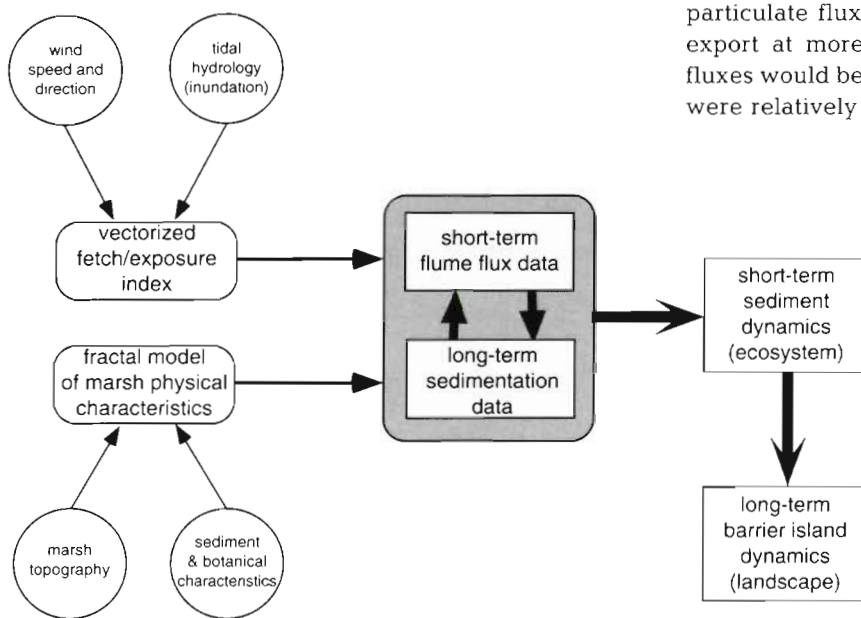 particulate flux
export at more
fluxes would be
were relatively
wind
speed and
direction
tidal
hydrology
(inundation)
vectorized
fetch/exposure
index
fractal model
of marsh physical
characteristics
marsh
topography
sediment
& botanical
characteristics
short-term
flume flux data
long-term
sedimentation
data
short-term
sediment
dynamics
(ecosystem)
long-term
barrier island
dynamics
(landscape)